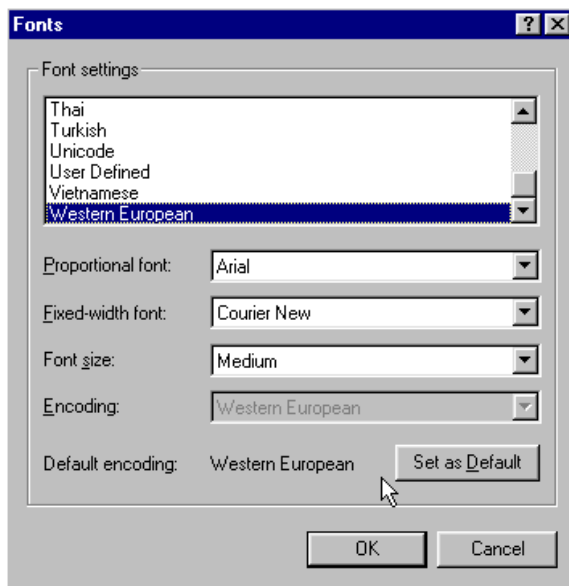 Fonts
Font settings
Thai
Turkish
Unicode
User Defined
Vietnamese
Western European
Proportional font: Arial
Fixed-width font: Courier New
Font size: Medium
Encoding: Western European
Default encoding: Western European Set as Default
OK Cancel